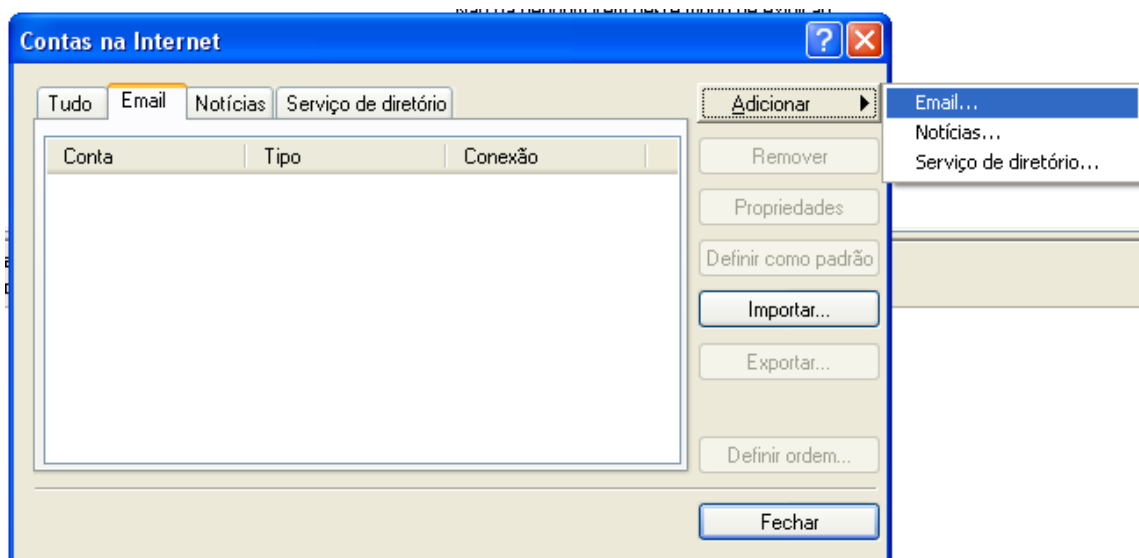 Contas na Internet
Tudo Email Notícias Serviço de diretório
Conta Tipo Conexão
Adicionar
Remover
Propriedades
Definir como padrão
Importar...
Exportar...
Definir ordem...
Fechar
Email...
Notícias...
Serviço de diretório...